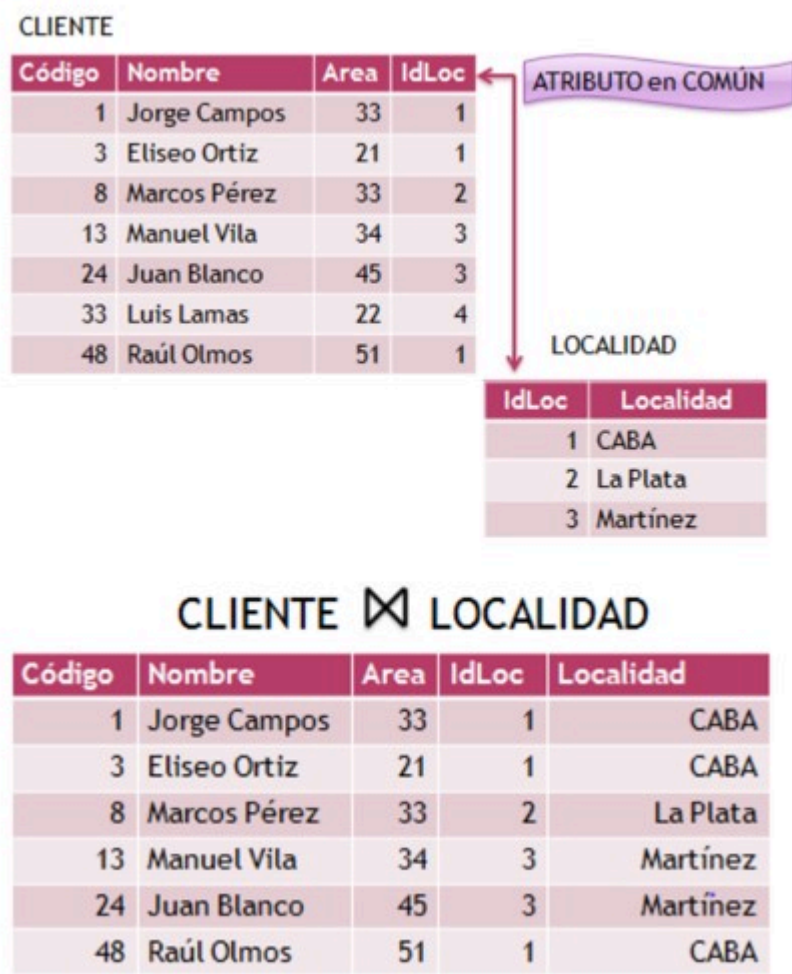 CLIENTE
Código Nombre Area IdLoc
ATRIBUTO en COMÚN
1 Jorge Campos 33 1
3 Eliseo Ortiz 21 1
8 Marcos Pérez 33 2
13 Manuel Vila 34 3
24 Juan Blanco 45 3
33 Luis Lamas 22 4
48 Raúl Olmos 51 1
LOCALIDAD
IdLoc Localidad
1 CABA
2 La Plata
3 Martínez
CLIENTE ⋈ LOCALIDAD
Código Nombre Area IdLoc Localidad
1 Jorge Campos 33 1 CABA
3 Eliseo Ortiz 21 1 CABA
8 Marcos Pérez 33 2 La Plata
13 Manuel Vila 34 3 Martínez
24 Juan Blanco 45 3 Martínez
48 Raúl Olmos 51 1 CABA